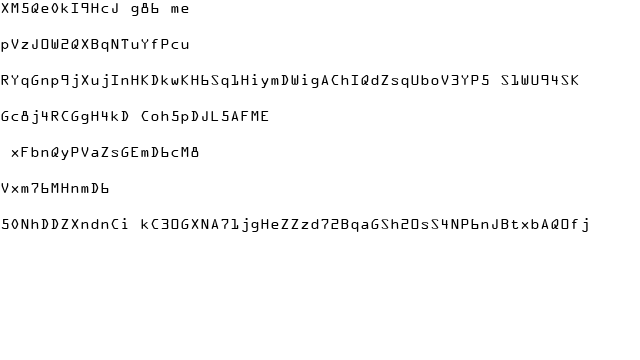 XM5Qe0kI9HcJ g86 me
pVzJ0W2QXBqNTuYfPcu
RYqGnp9jXujInHKDkwKH6Sq1HiymDWigAChIQdZsqUboV3YP5 S1WU94SK
Gc8j4RCGgH4kD Coh5pDJL5AFME
xFbnQyPVaZsGEmD6cM8
Vxm76MHnmD6
50NhDDZXndnCi kC30GXNA71jgHeZZzd72BqaGSh20sS4NP6nJBtxbAQ0fj